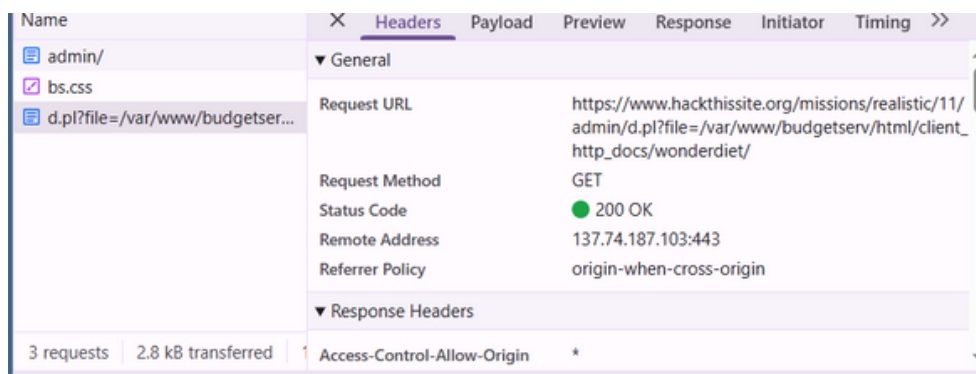 Name
Headers Payload Preview Response Initiator Timing
admin/
bs.css
d.pl?file=/var/www/budgetser...
General
Request URL
https://www.hackthissite.org/missions/realistic/11/
admin/d.pl?file=/var/www/budgetserv/html/client_
http_docs/wonderdiet/
Request Method GET
Status Code 200 OK
Remote Address 137.74.187.103:443
Referrer Policy origin-when-cross-origin
Response Headers
3 requests 2.8 kB transferred
Access-Control-Allow-Origin *